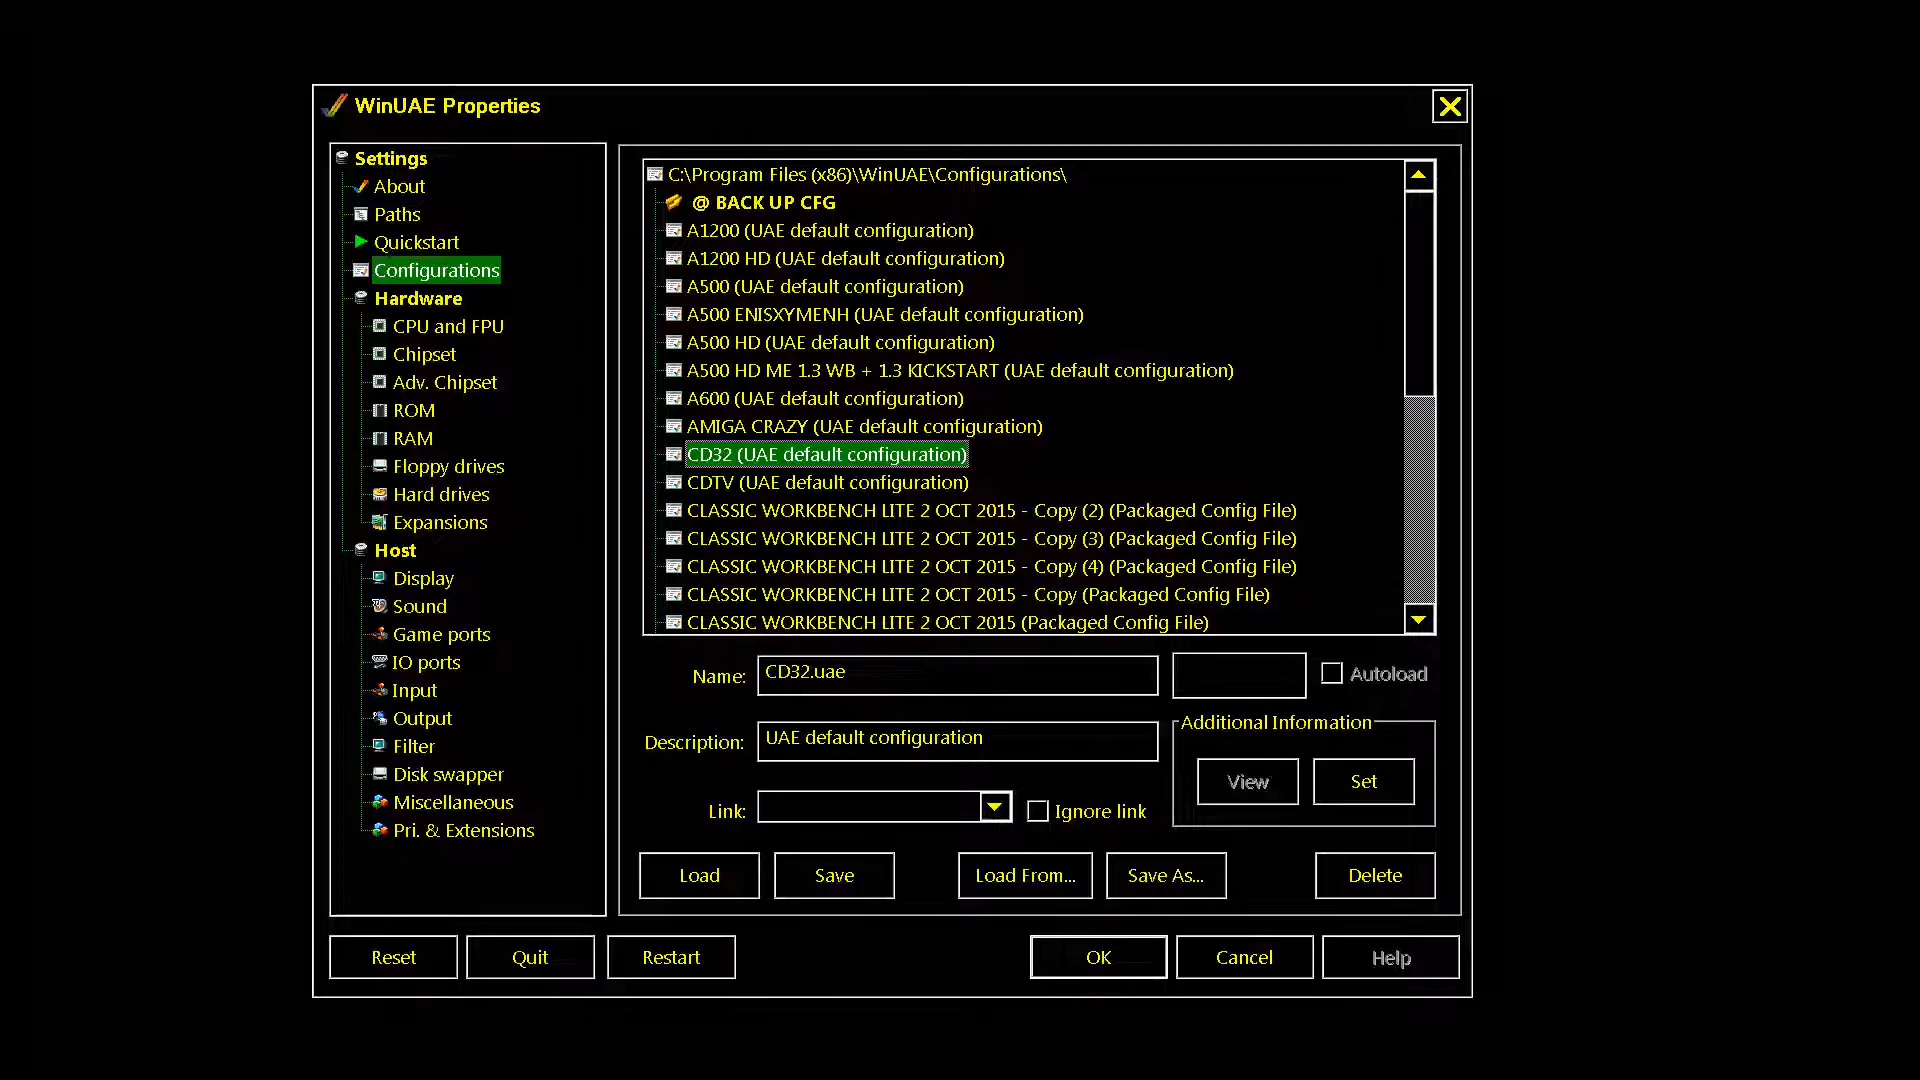 WinUAE Properties
Settings
About
Paths
Quickstart
Configurations
Hardware
CPU and FPU
Chipset
Adv. Chipset
ROM
RAM
Floppy drives
Hard drives
Expansions
Host
Display
Sound
Game ports
IO ports
Input
Output
Filter
Disk swapper
Miscellaneous
Pri. & Extensions
C:\Program Files (x86)\WinUAE\Configurations\
@ BACK UP CFG
A1200 (UAE default configuration)
A1200 HD (UAE default configuration)
A500 (UAE default configuration)
A500 ENISXYMENH (UAE default configuration)
A500 HD (UAE default configuration)
A500 HD ME 1.3 WB + 1.3 KICKSTART (UAE default configuration)
A600 (UAE default configuration)
AMIGA CRAZY (UAE default configuration)
CD32 (UAE default configuration)
CDTV (UAE default configuration)
CLASSIC WORKBENCH LITE 2 OCT 2015 - Copy (2) (Packaged Config File)
CLASSIC WORKBENCH LITE 2 OCT 2015 - Copy (3) (Packaged Config File)
CLASSIC WORKBENCH LITE 2 OCT 2015 - Copy (4) (Packaged Config File)
CLASSIC WORKBENCH LITE 2 OCT 2015 - Copy (Packaged Config File)
CLASSIC WORKBENCH LITE 2 OCT 2015 (Packaged Config File)
Name: CD32.uae Autoload
Description: UAE default configuration
Additional Information
View Set
Link: Ignore link
Load Save Load From... Save As... Delete
Reset Quit Restart OK Cancel Help